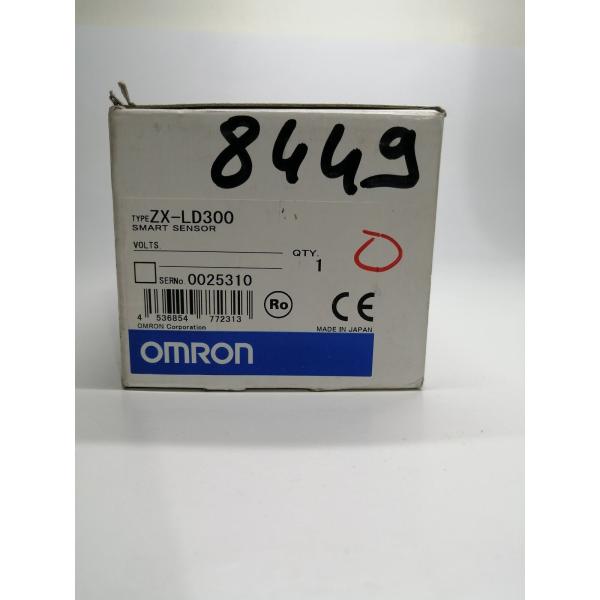 8449
TYPE ZX-LD300
SMART SENSOR
VOLTS
QTY.
1
SERNo. 0025310
4 536854 772313
Ro
CE
OMRON Corporation
MADE IN JAPAN
OMRON